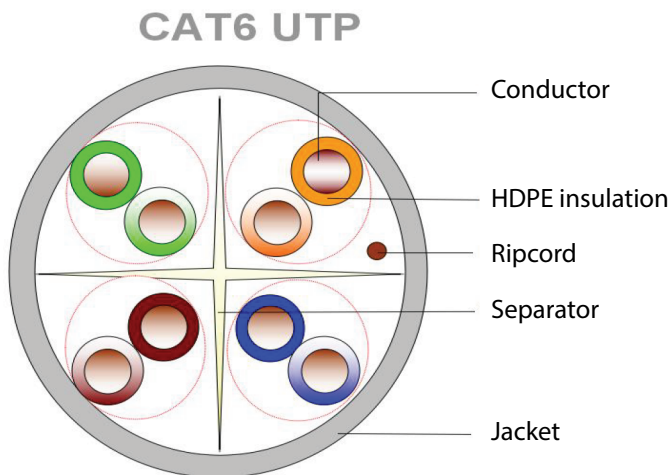 CAT6 UTP
Conductor
HDPE insulation
Ripcord
Separator
Jacket